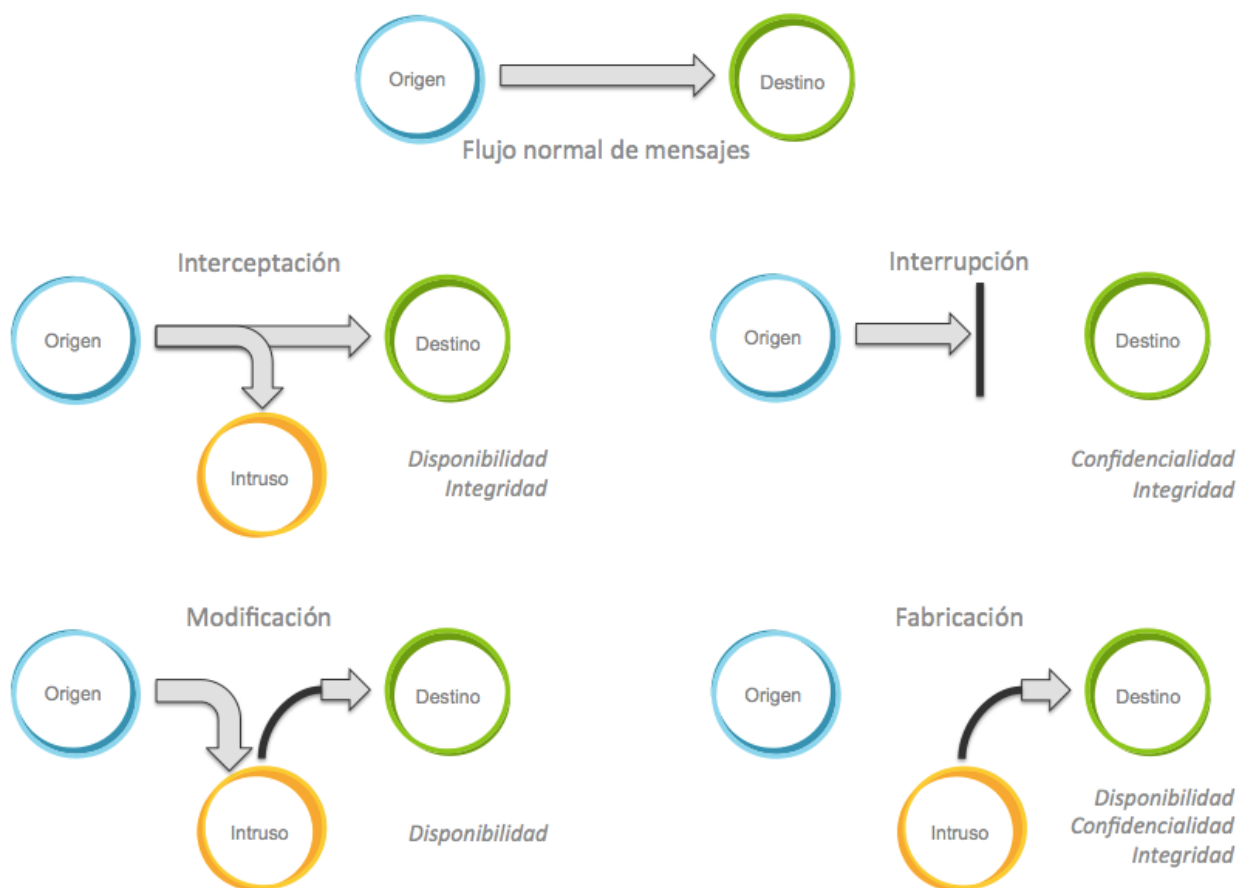 Origen
Destino
Flujo normal de mensajes
Interceptación
Origen
Destino
Intruso
Disponibilidad
Integridad
Interrupción
Origen
Destino
Confidencialidad
Integridad
Modificación
Origen
Destino
Intruso
Disponibilidad
Fabricación
Origen
Destino
Intruso
Disponibilidad
Confidencialidad
Integridad